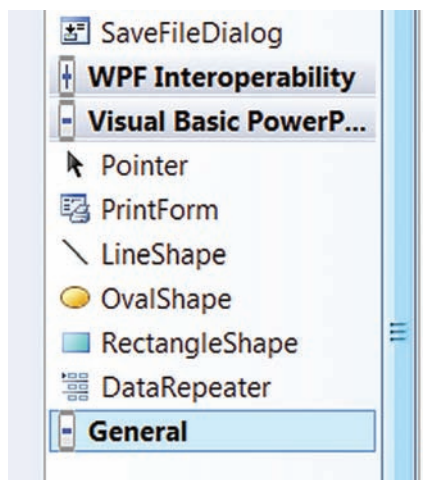 SaveFileDialog
WPF Interoperability
Visual Basic PowerP...
Pointer
PrintForm
LineShape
OvalShape
RectangleShape
DataRepeater
General